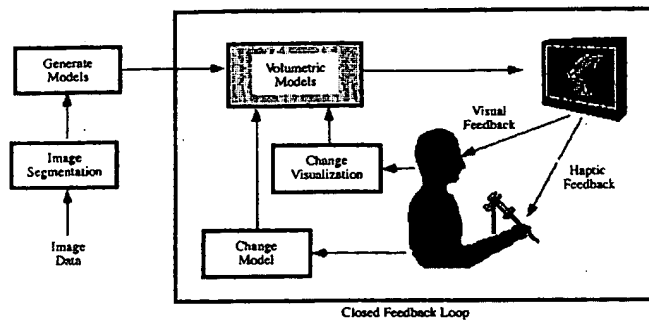 Generate
Models
Volumetric
Models
Visual
Feedback
Image
Segmentation
Change
Visualization
Haptic
Feedback
Image
Data
Change
Model
Closed Feedback Loop